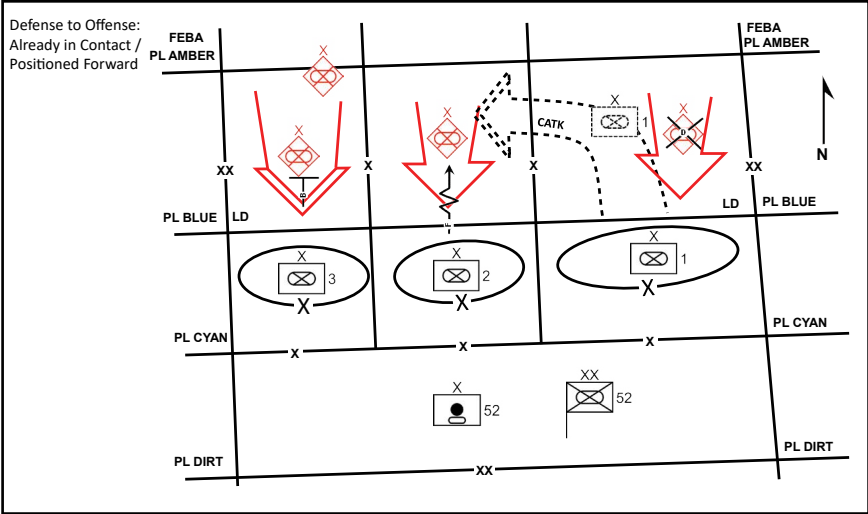 Defense to Offense:
Already in Contact /
Positioned Forward
FEBA
PL AMBER
FEBA
PL AMBER
X
X
X
X
X
1
CATK
D
N
XX
X
X
XX
B
F
PL BLUE
LD
LD
PL BLUE
X
3
X
X
2
X
X
1
X
PL CYAN
PL CYAN
X
X
X
X
52
XX
52
PL DIRT
PL DIRT
XX